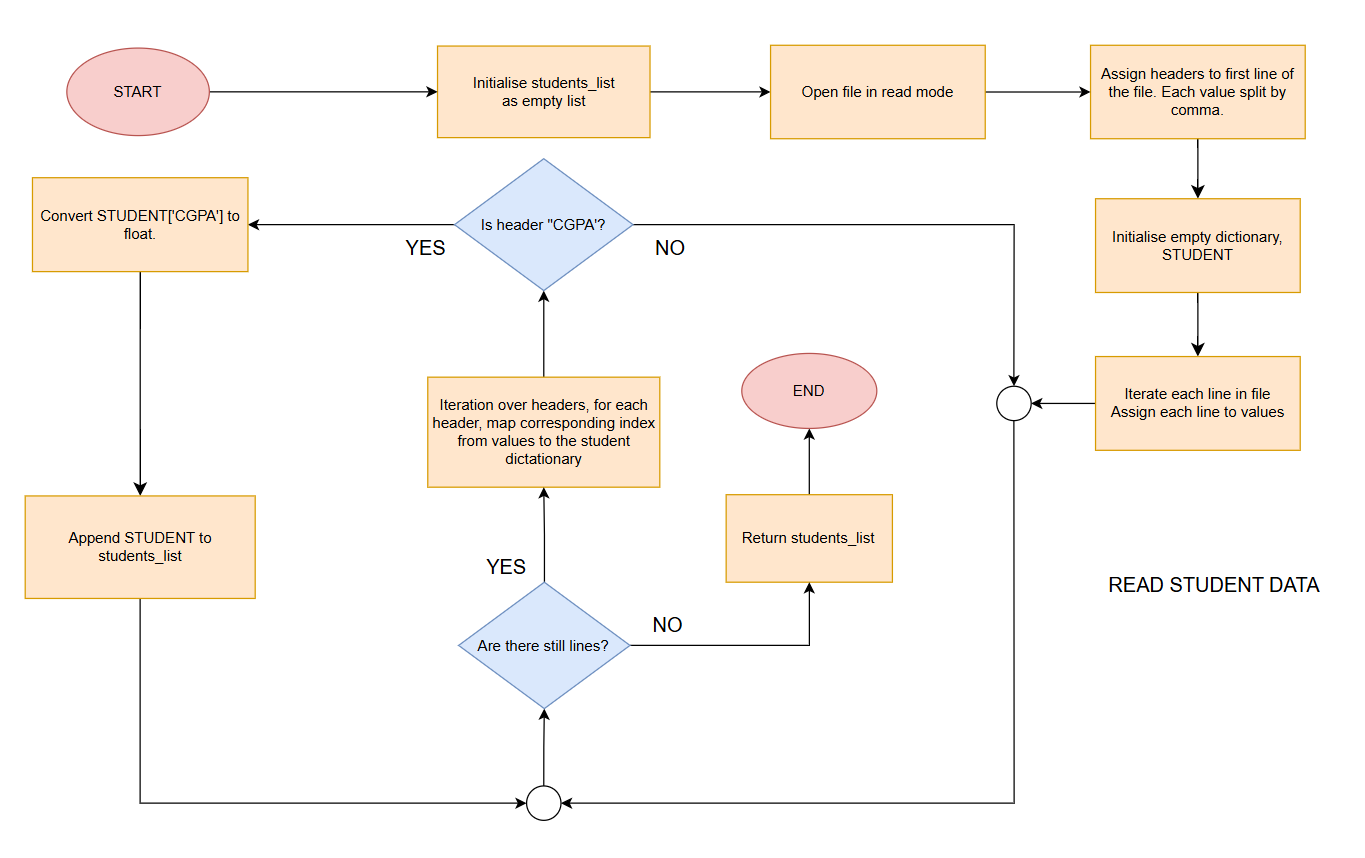 START
Initialise students_list
as empty list
Open file in read mode
Assign headers to first line of
the file. Each value split by
comma.
Convert STUDENT['CGPA'] to
float.
Is header "CGPA'?
YES
NO
Initialise empty dictionary,
STUDENT
Iteration over headers, for each
header, map corresponding index
from values to the student
dictationary
END
Iterate each line in file
Assign each line to values
Append STUDENT to
students_list
Return students_list
YES
READ STUDENT DATA
NO
Are there still lines?